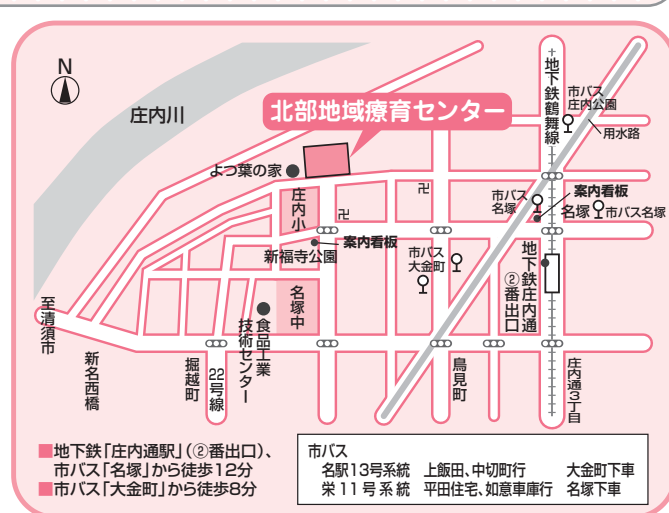 N
庄内川
北部地域療育センター
地下鉄鶴舞線
市バス
庄内公園
用水路
よつ葉の家
庄内小
卍
卍
市バス
名塚
案内看板
名塚
市バス名塚
案内看板
新福寺公園
市バス
大金町
地下鉄庄内通
②番出口
名塚中
食品工業
技術センター
至清須市
新名西橋
堀越町
22号線
鳥見町
庄内通3丁目
■地下鉄「庄内通駅」(②番出口)、
市バス「名塚」から徒歩12分
■市バス「大金町」から徒歩8分
市バス
名駅13号系統 上飯田、中切町行 大金町下車
栄11号系統 平田住宅、如意車庫行 名塚下車